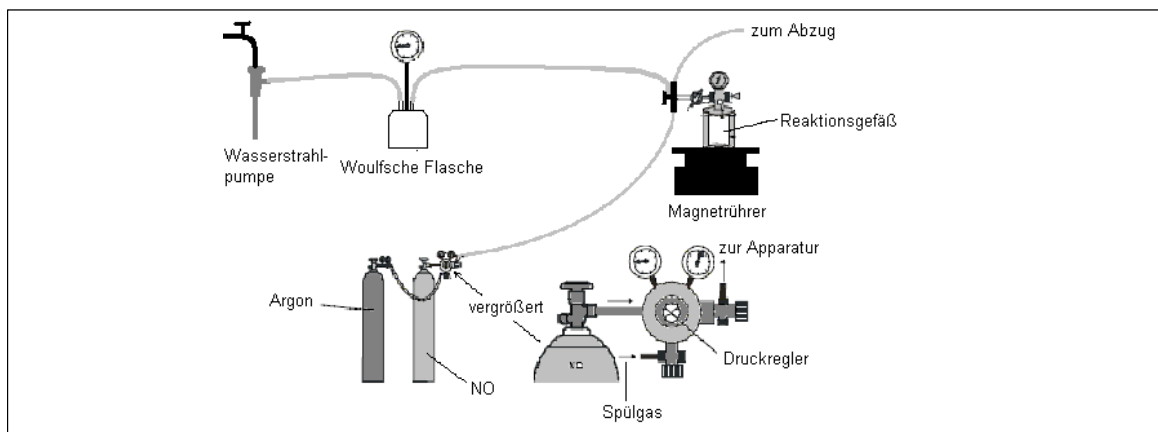 zum Abzug
Reaktionsgefäß
Wasserstrahl-
pumpe
Woulfsche Flasche
Magnetrührer
zur Apparatur
Argon
vergrößert
Druckregler
NO
NO
Spülgas